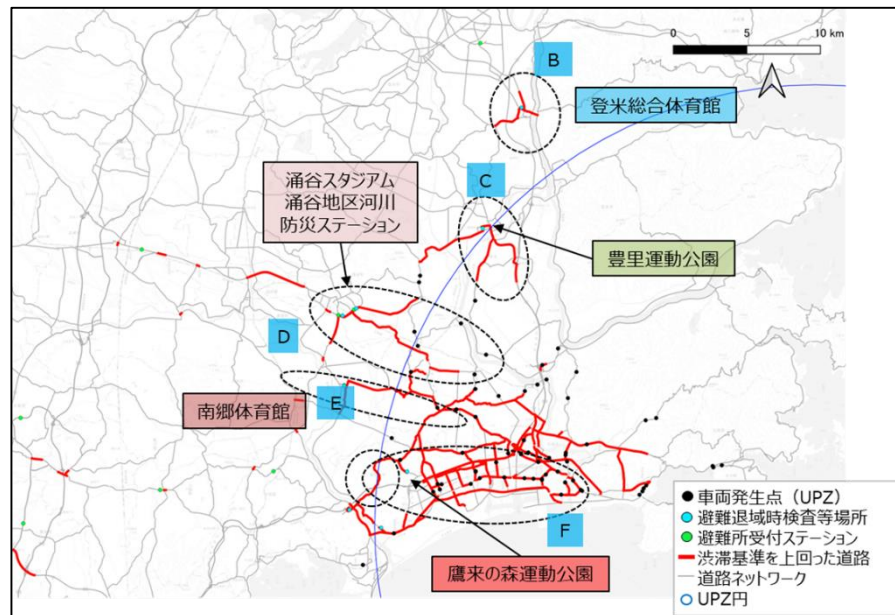 0 5 10 km
B
登米総合体育館
涌谷スタジアム
涌谷地区河川
防災ステーション
C
豊里運動公園
D
南郷体育館
E
F
鷹来の森運動公園
車両発生点（UPZ）
避難退域時検査等場所
避難所受付ステーション
渋滞基準を上回った道路
道路ネットワーク
UPZ円